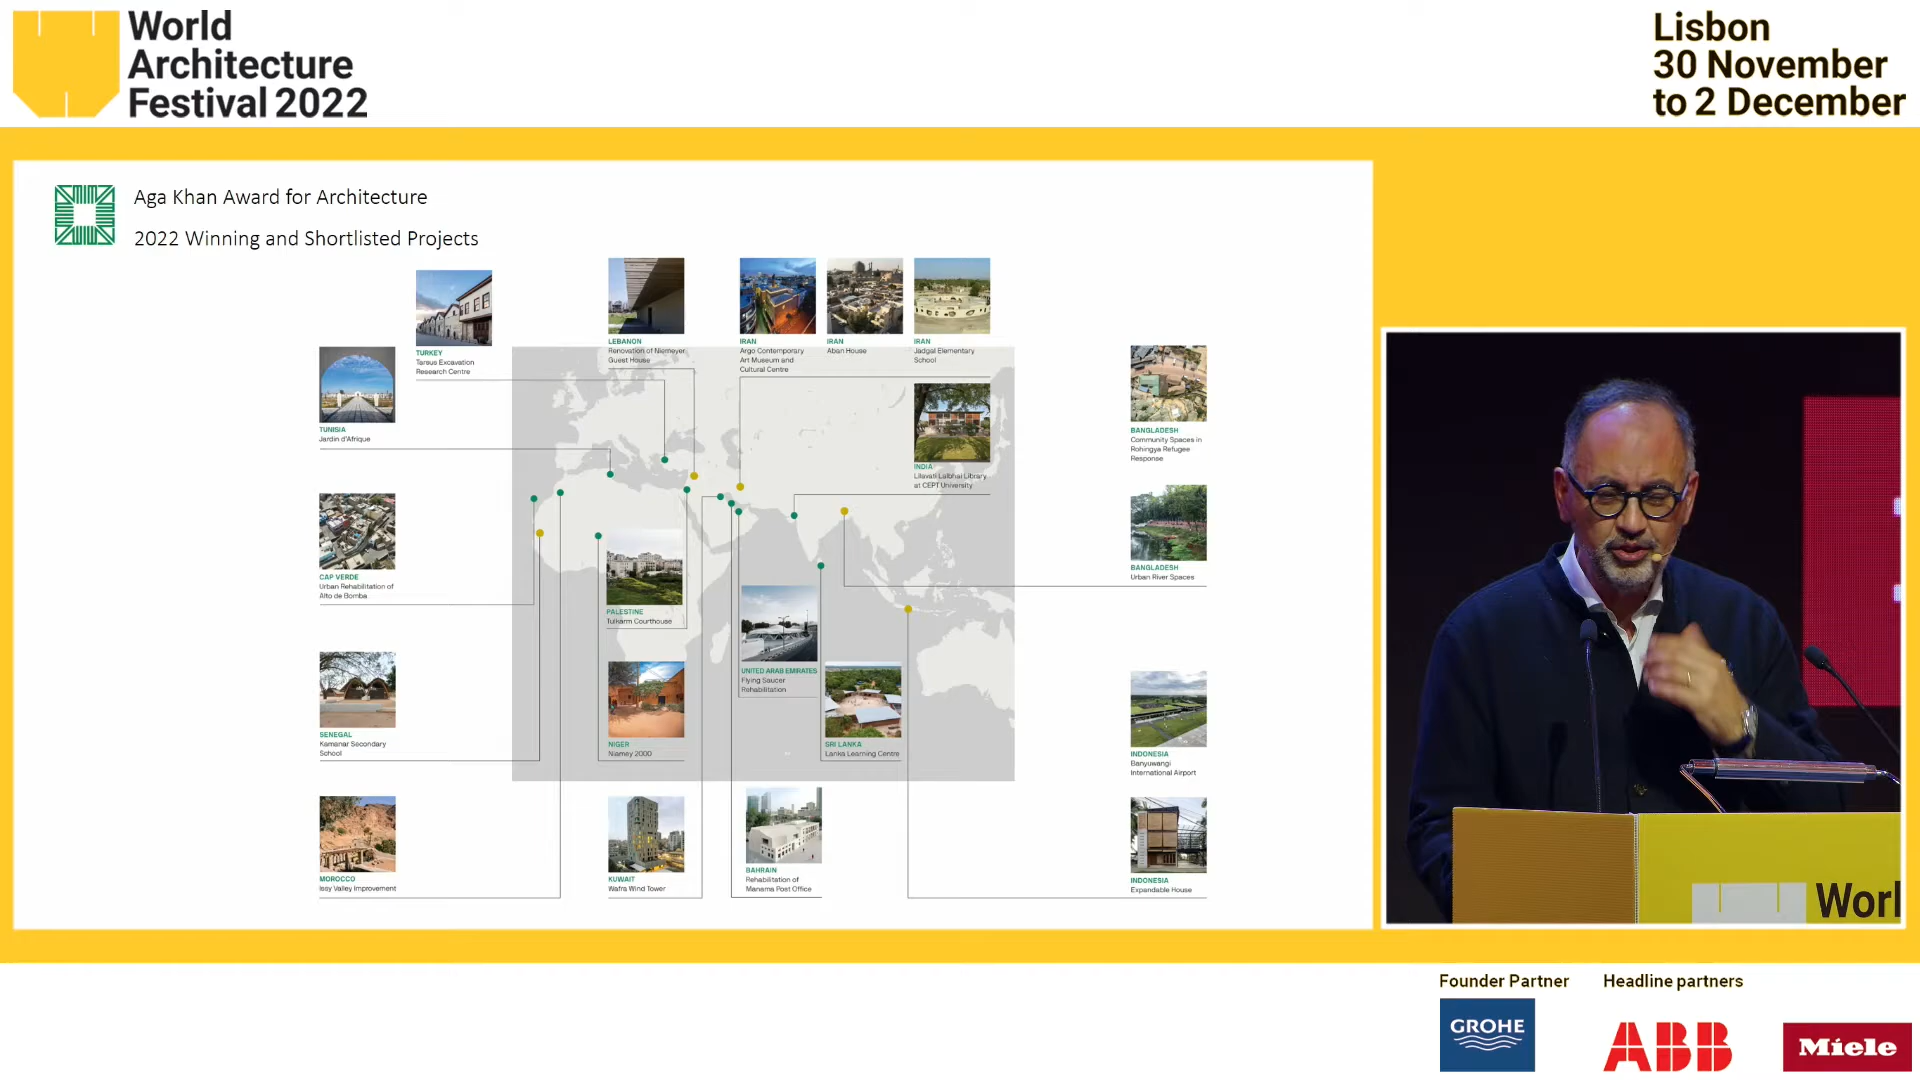 World
Architecture
Festival 2022
Lisbon
30 November
to 2 December
Aga Khan Award for Architecture
2022 Winning and Shortlisted Projects
TURKEY
Tarsus Excavation
Research Centre
LEBANON
Renovation of Niemeyer
Guest House
IRAN
Argo Contemporary
Art Museum and
Cultural Centre
IRAN
Aban House
IRAN
Jadgal Elementary
School
TUNISIA
Jardin d'Afrique
INDIA
Lilavati Lalbhai Library
at CEPT University
BANGLADESH
Community Spaces in
Rohingya Refugee
Response
CAP VERDE
Urban Rehabilitation of
Alto de Bomba
PALESTINE
Tulkarm Courthouse
BANGLADESH
Urban River Spaces
UNITED ARAB EMIRATES
Flying Saucer
Rehabilitation
SENEGAL
Kamanar Secondary
School
NIGER
Niamey 2000
SRI LANKA
Lanka Learning Centre
INDONESIA
Banyuwangi
International Airport
MOROCCO
Issy Valley Improvement
KUWAIT
Wafra Wind Tower
BAHRAIN
Rehabilitation of
Manama Post Office
INDONESIA
Expandable House
Worl
Founder Partner
Headline partners
GROHE
ABB
Miele